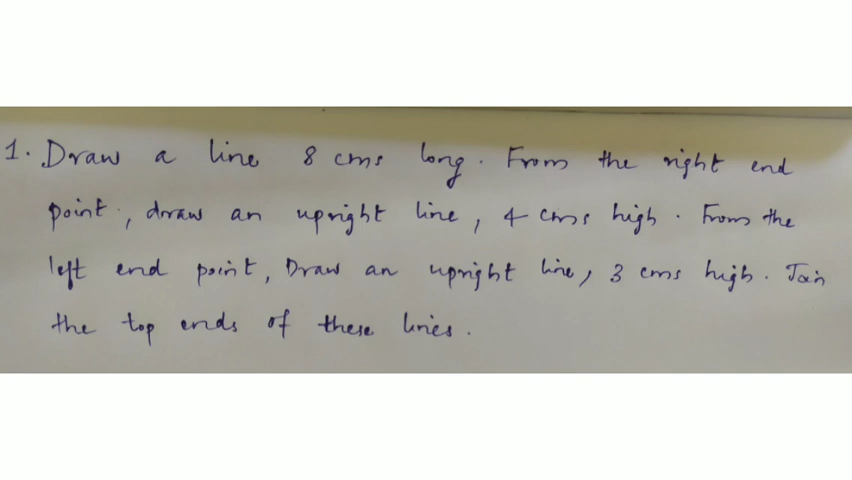 1. Draw a line 8 cms long. From the right end
point, draw an upright line, 4 cms high. From the
left end point, Draw an upright line, 3 cms high. Join
the top ends of these lines.